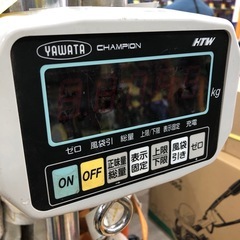 YAWATA CHAMPION HTW
kg
ゼロ 風袋引 総量 上限/下限 表示固定 充電
ON OFF 正味量 総量 表示 固定 上限 下限 風袋 引き ゼロ